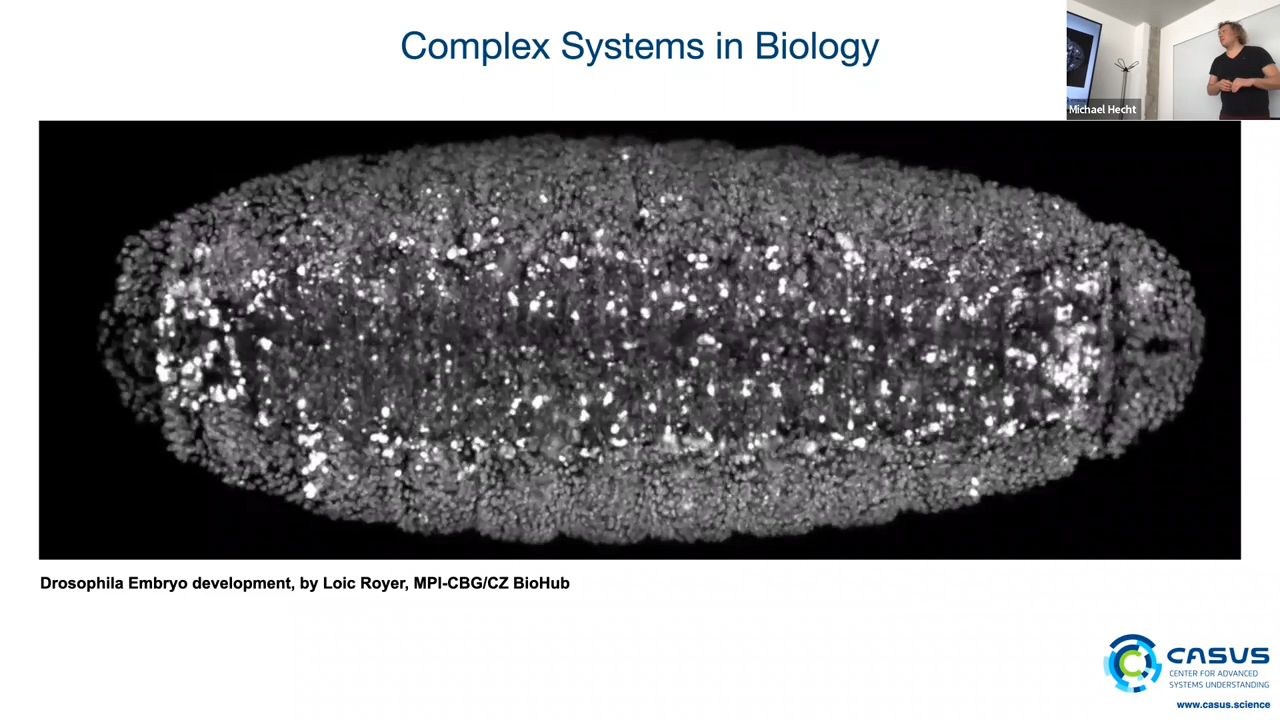 Complex Systems in Biology
Michael Hecht
Drosophila Embryo development, by Loic Royer, MPI-CBG/CZ BioHub
CASUS
CENTER FOR ADVANCED
SYSTEMS UNDERSTANDING
www.casus.science